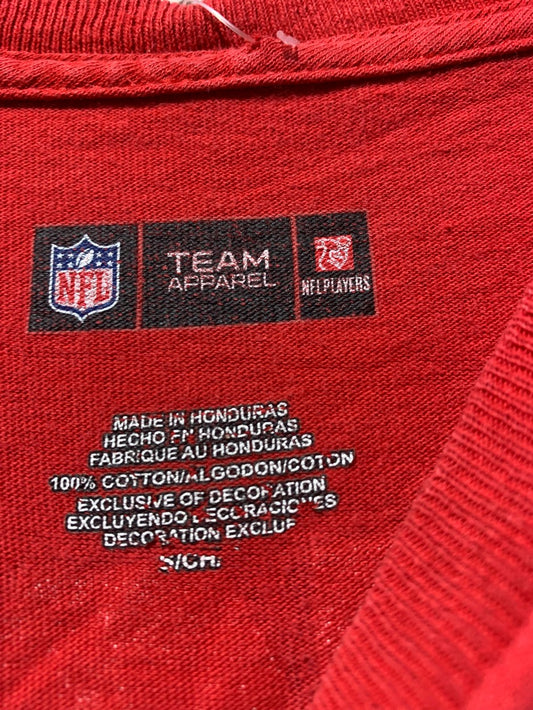 NFL
TEAM
APPAREL
NFLPLAYERS
MADE IN HONDURAS
HECHO EN HONDURAS
FABRIQUE AU HONDURAS
100% COTTON/ALGODON/COTON
EXCLUSIVE OF DECORATION
EXCLUYENDO DECORACIONES
DECORATION EXCLUE
S/CH/